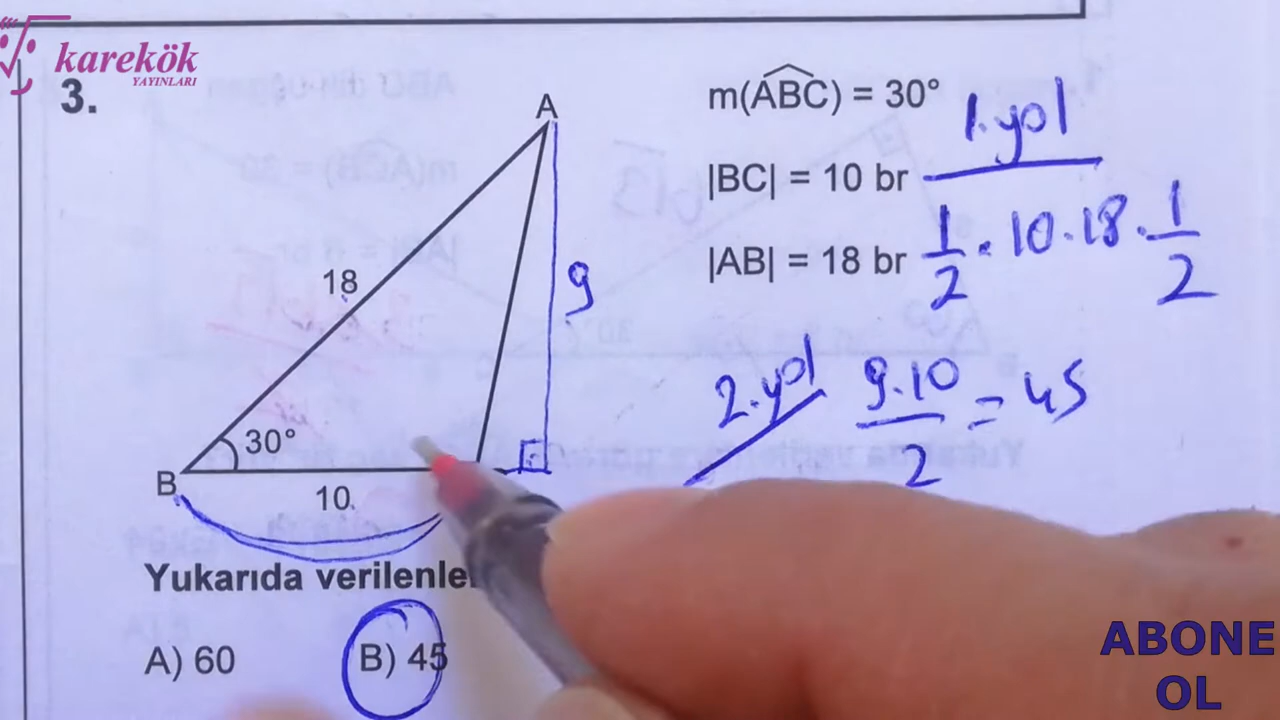 karekök
YAYINLARI
3.
A
18
9
30°
B
10
m(ABC) = 30°
|BC| = 10 br
|AB| = 18 br
1.yol
1/2 . 10.18. 1/2
2.yol 9.10/2 = 45
Yukarıda
A) 60
B) 45
ABONE
OL